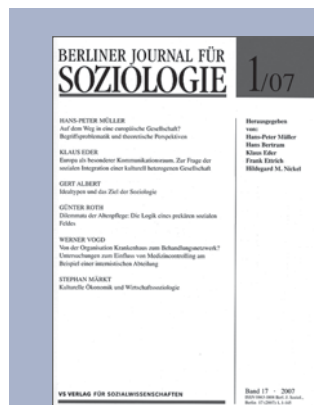 BERLINER JOURNAL FÜR
SOZIOLOGIE
1/07
HANS-PETER MÜLLER
Auf dem Weg in eine europäische Gesellschaft?
Begriffsproblematik und theoretische Perspektiven
KLAUS EDER
Europa als besonderer Kommunikationsraum. Zur Frage der
sozialen Integration einer kulturell heterogenen Gesellschaft
GERT ALBERT
Idealtypen und das Ziel der Soziologie
GÜNTER ROTH
Dilemmata der Altenpflege: Die Logik eines prekären sozialen
Feldes
WERNER VOGD
Von der Organisation Krankenhaus zum Behandlungsnetzwerk?
Untersuchungen zum Einfluss von Medizincontrolling am
Beispiel einer internistischen Abteilung
STEPHAN MÄRKT
Kulturelle Ökonomik und Wirtschaftssoziologie
Herausgegeben
von:
Hans-Peter Müller
Hans Bertram
Klaus Eder
Frank Ettrich
Hildegard M. Nickel
VS VERLAG FÜR SOZIALWISSENSCHAFTEN
Band 17 · 2007